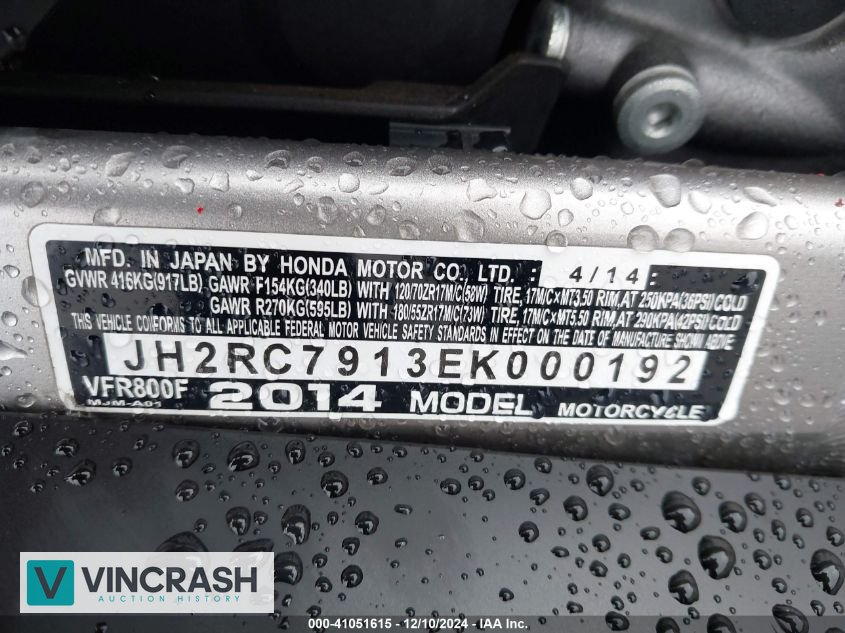 MFD. IN JAPAN BY HONDA MOTOR CO., LTD. : 4/14:
GVWR 416KG(917LB) GAWR F154KG(340LB) WITH 120/70ZR17M/C(58W) TIRE, 17M/C×MT3.50 RIM, AT 250KPA(36PSI) COLD
GAWR R270KG(595LB) WITH 180/55ZR17M/C(73W) TIRE, 17M/C×MT5.50 RIM, AT 290KPA(42PSI) COLD
THIS VEHICLE CONFORMS TO ALL APPLICABLE FEDERAL MOTOR VEHICLE SAFETY STANDARDS IN EFFECT ON THE DATE OF MANUFACTURE SHOWN ABOVE.
JH2RC7913EK000192
VFR800F 2014 MODEL MOTORCYCLE
MJM-A01
V VINCRASH
AUCTION HISTORY
000-41051615 - 12/10/2024 - IAA Inc.